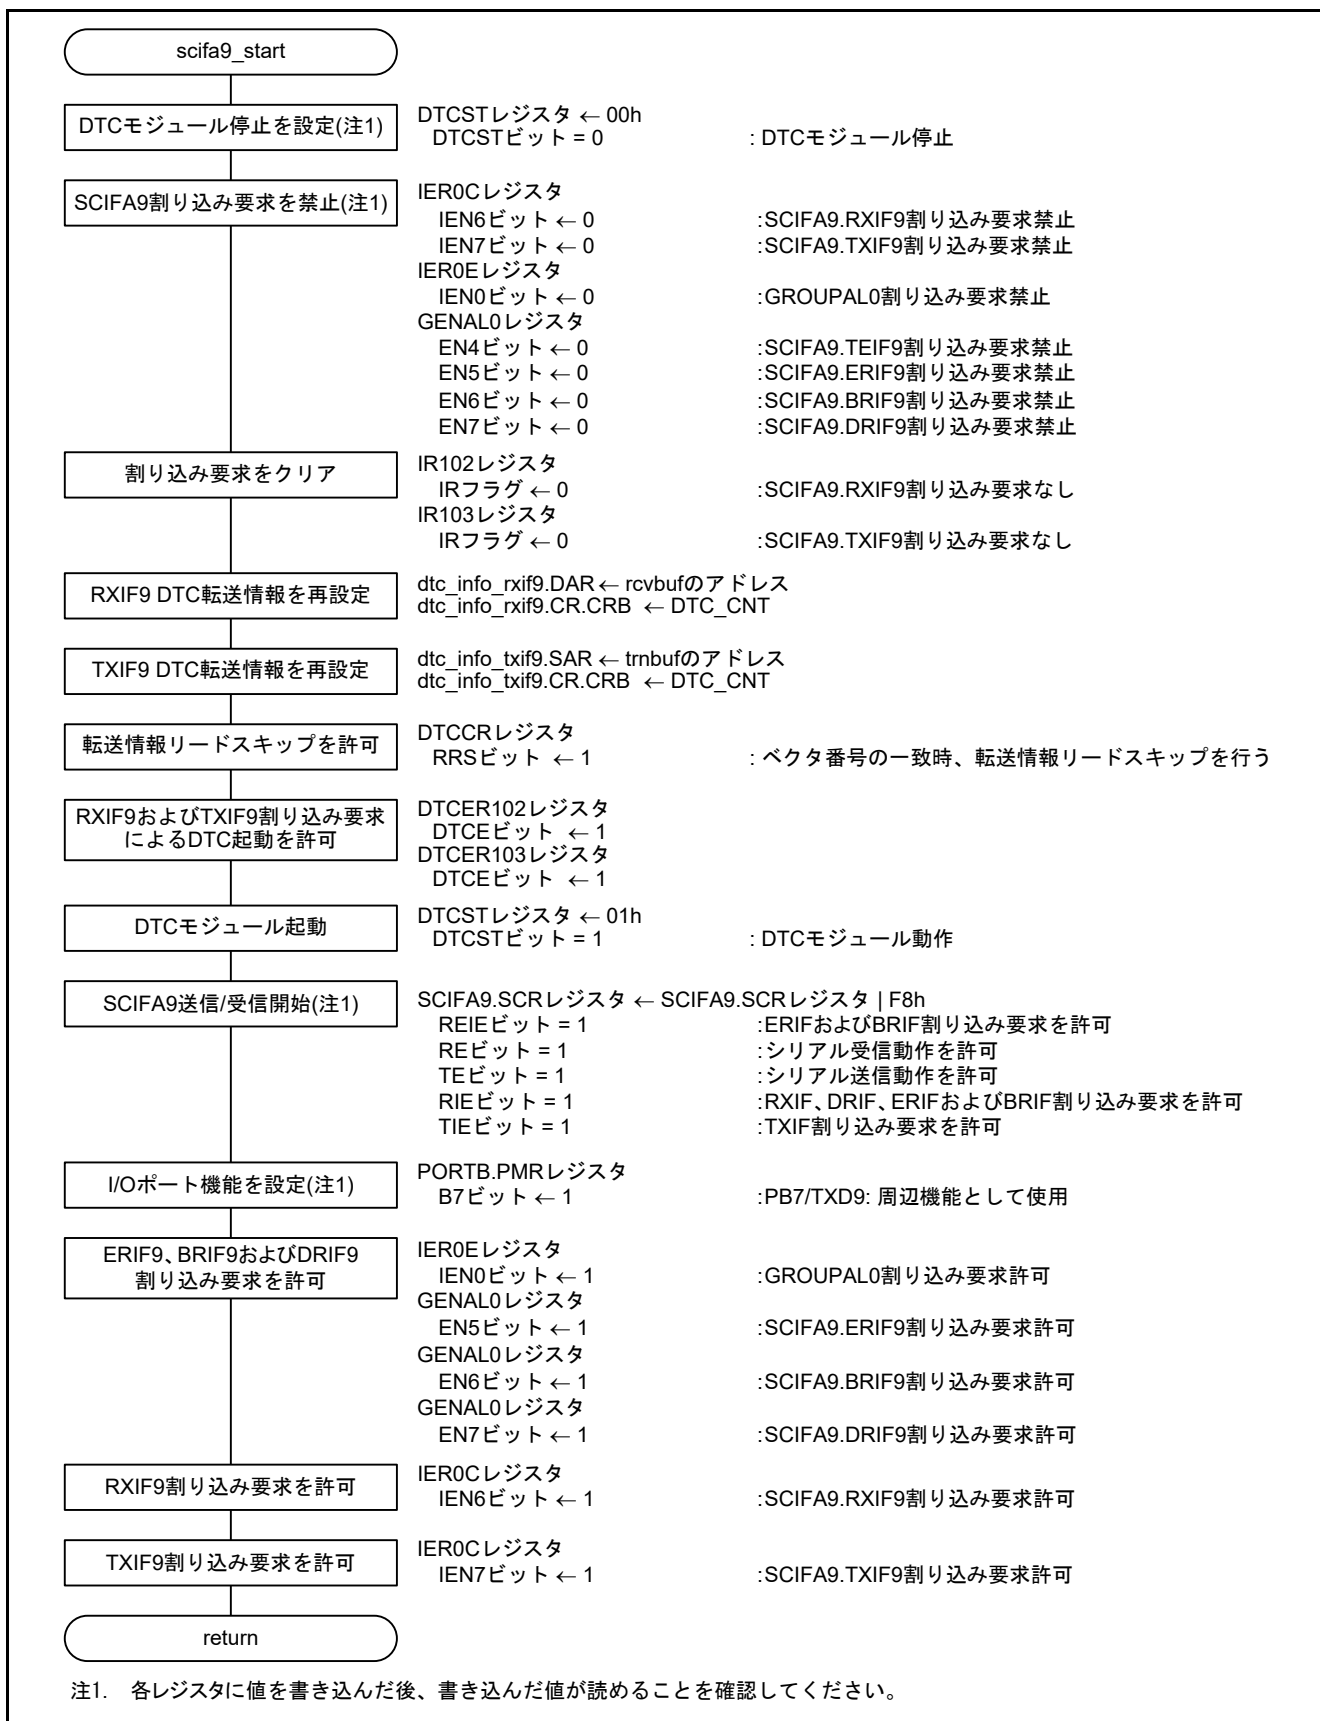 scifa9_start
DTCモジュール停止を設定(注1)
DTCSTレジスタ ← 00h
DTCSTビット = 0 : DTCモジュール停止
SCIFA9割り込み要求を禁止(注1)
IER0Cレジスタ
IEN6ビット ← 0 :SCIFA9.RXIF9割り込み要求禁止
IEN7ビット ← 0 :SCIFA9.TXIF9割り込み要求禁止
IER0Eレジスタ
IEN0ビット ← 0 :GROUPAL0割り込み要求禁止
GENAL0レジスタ
EN4ビット ← 0 :SCIFA9.TEIF9割り込み要求禁止
EN5ビット ← 0 :SCIFA9.ERIF9割り込み要求禁止
EN6ビット ← 0 :SCIFA9.BRIF9割り込み要求禁止
EN7ビット ← 0 :SCIFA9.DRIF9割り込み要求禁止
割り込み要求をクリア
IR102レジスタ
IRフラグ ← 0 :SCIFA9.RXIF9割り込み要求なし
IR103レジスタ
IRフラグ ← 0 :SCIFA9.TXIF9割り込み要求なし
RXIF9 DTC転送情報を再設定
dtc_info_rxif9.DAR ← rcvbufのアドレス
dtc_info_rxif9.CR.CRB ← DTC_CNT
TXIF9 DTC転送情報を再設定
dtc_info_txif9.SAR ← trnbufのアドレス
dtc_info_txif9.CR.CRB ← DTC_CNT
転送情報リードスキップを許可
DTCCRレジスタ
RRSビット ← 1 : ベクタ番号の一致時、転送情報リードスキップを行う
RXIF9およびTXIF9割り込み要求
によるDTC起動を許可
DTCER102レジスタ
DTCEビット ← 1
DTCER103レジスタ
DTCEビット ← 1
DTCモジュール起動
DTCSTレジスタ ← 01h
DTCSTビット = 1 : DTCモジュール動作
SCIFA9送信/受信開始(注1)
SCIFA9.SCRレジスタ ← SCIFA9.SCRレジスタ | F8h
REIEビット = 1 :ERIFおよびBRIF割り込み要求を許可
REビット = 1 :シリアル受信動作を許可
TEビット = 1 :シリアル送信動作を許可
RIEビット = 1 :RXIF、DRIF、ERIFおよびBRIF割り込み要求を許可
TIEビット = 1 :TXIF割り込み要求を許可
I/Oポート機能を設定(注1)
PORTB.PMRレジスタ
B7ビット ← 1 :PB7/TXD9: 周辺機能として使用
ERIF9、BRIF9およびDRIF9
割り込み要求を許可
IER0Eレジスタ
IEN0ビット ← 1 :GROUPAL0割り込み要求許可
GENAL0レジスタ
EN5ビット ← 1 :SCIFA9.ERIF9割り込み要求許可
GENAL0レジスタ
EN6ビット ← 1 :SCIFA9.BRIF9割り込み要求許可
GENAL0レジスタ
EN7ビット ← 1 :SCIFA9.DRIF9割り込み要求許可
RXIF9割り込み要求を許可
IER0Cレジスタ
IEN6ビット ← 1 :SCIFA9.RXIF9割り込み要求許可
TXIF9割り込み要求を許可
IER0Cレジスタ
IEN7ビット ← 1 :SCIFA9.TXIF9割り込み要求許可
return
注1. 各レジスタに値を書き込んだ後、書き込んだ値が読めることを確認してください。